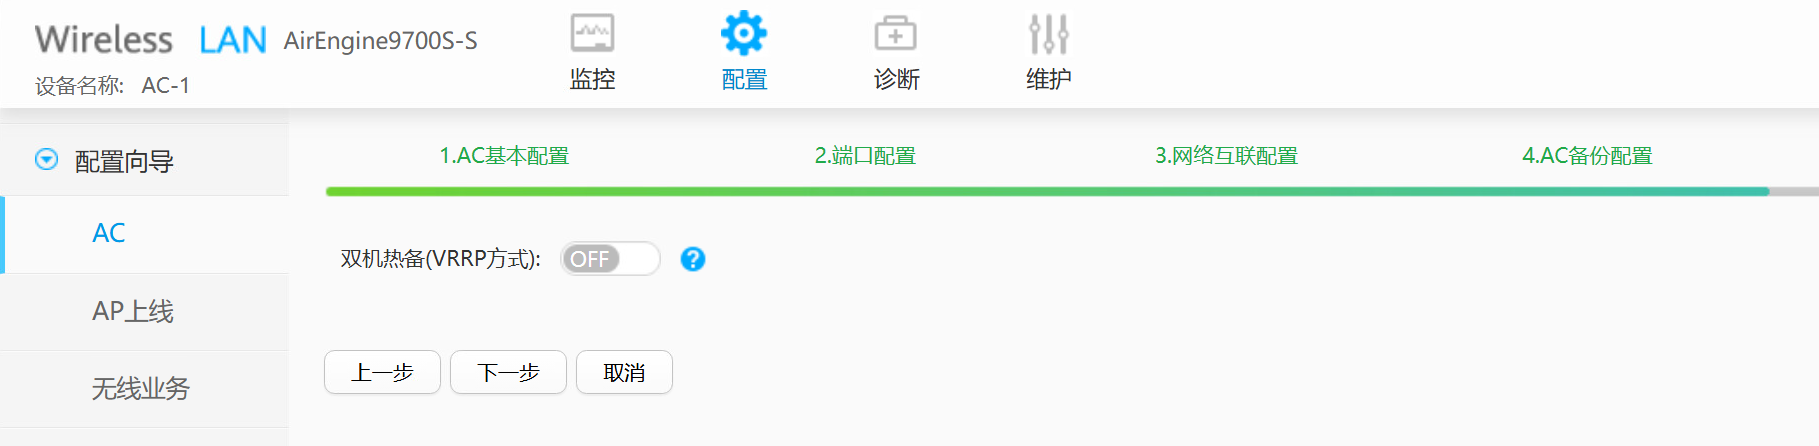 Wireless LAN AirEngine9700S-S
设备名称: AC-1
监控
配置
诊断
维护
配置向导
AC
AP上线
无线业务
1.AC基本配置
2.端口配置
3.网络互联配置
4.AC备份配置
双机热备(VRRP方式): OFF ?
上一步
下一步
取消